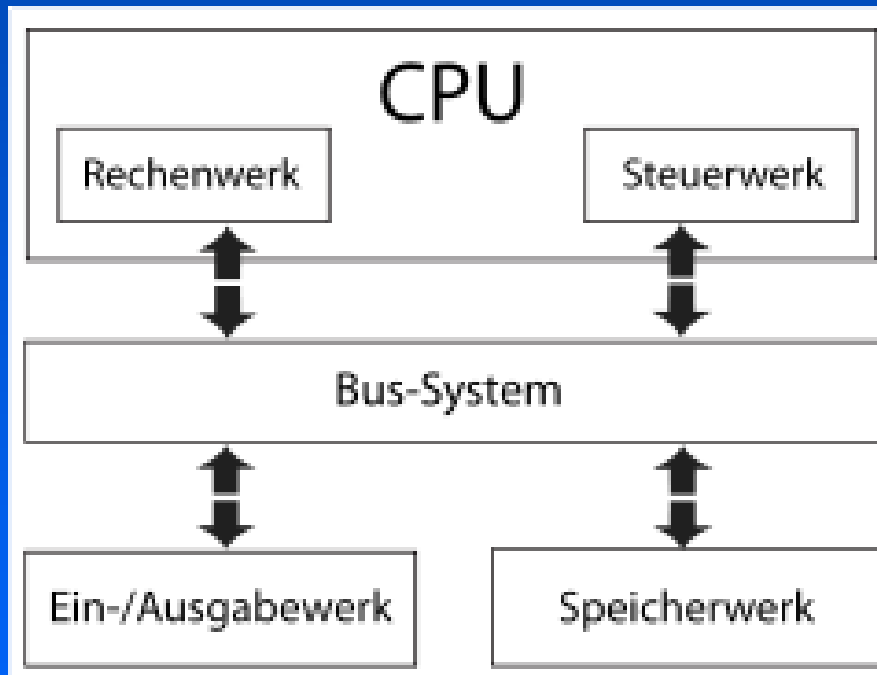 CPU
Rechenwerk
Steuerwerk
Bus-System
Ein-/Ausgabewerk
Speicherwerk